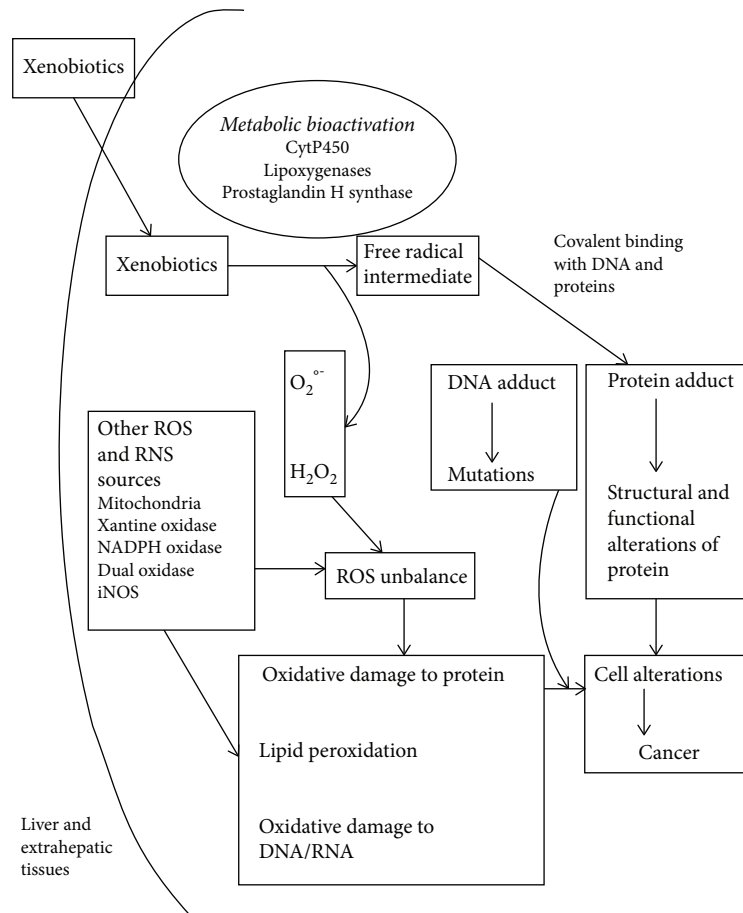 Xenobiotics
Metabolic bioactivation
CytP450
Lipoxygenases
Prostaglandin H synthase
Xenobiotics
Free radical
intermediate
Covalent binding
with DNA and
proteins
O₂°⁻
H₂O₂
DNA adduct
Mutations
Protein adduct
Structural and
functional
alterations of
protein
Other ROS
and RNS
sources
Mitochondria
Xantine oxidase
NADPH oxidase
Dual oxidase
iNOS
ROS unbalance
Oxidative damage to protein
Lipid peroxidation
Oxidative damage to
DNA/RNA
Cell alterations
Cancer
Liver and
extrahepatic
tissues